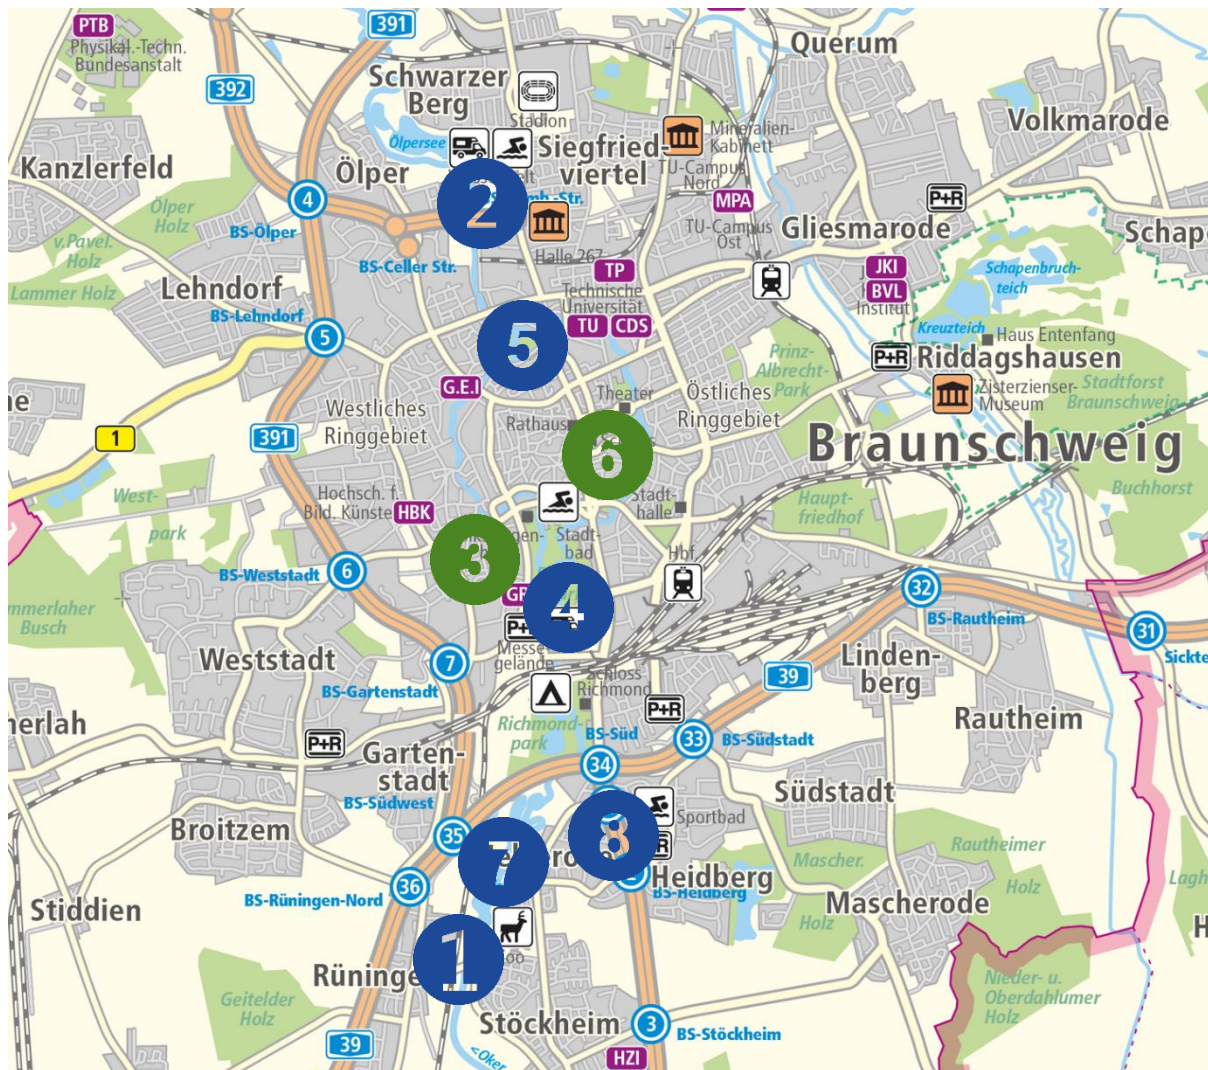 PTB
Physikal.-Techn.
Bundesanstalt
391
392
Schwarzer
Berg
Stadion
Querum
Volkmarode
Kanzlerfeld
Ölper
Ölpersee
Siegfried-
viertel
Mineralien-
Kabinett
TU-Campus
Nord
MPA
TU-Campus
Ost
P+R
Gliesmarode
Ölper
Holz
4
BS-Ölper
2
v.Pavel.
Holz
BS-Celler Str.
Halle 267
Lammer Holz
Lehndorf
BS-Lehndorf
5
TP
Technische
Universität
TU
CDS
5
JKI
BVL
Institut
Schapenbruch-
teich
Kreuzteich
Haus Entenfang
P+R
Riddagshausen
Zisterzienser-
Museum
Stadtforst
Braunschweig
Prinz-
Albrecht-
Park
G.E.I
Theater
Westliches
Ringgebiet
Rathaus
Östliches
Ringgebiet
1
391
6
Braunschweig
Buchhorst
West-
park
Hochsch. f.
Bild. Künste
HBK
Stadt-
halle
Haupt-
friedhof
3
Stadt-
bad
Hbf
BS-Weststadt
6
32
BS-Rautheim
31
4
P+R
Messe-
gelände
Busch
Weststadt
7
BS-Gartenstadt
Schloss
Richmond
39
Linden-
berg
Rautheim
Richmond-
park
P+R
BS-Süd
33
BS-Südstadt
34
P+R
Garten-
stadt
BS-Südwest
35
Südstadt
Broitzem
8
Sportbad
7
36
BS-Rüningen-Nord
Heidberg
BS-Heidberg
Mascher.
Holz
Rautheimer
Holz
Mascherode
Stiddien
1
Geitelder
Holz
Stöckheim
3
BS-Stöckheim
Nieder- u.
Oberdahlumer
Holz
39
<Oker
HZI